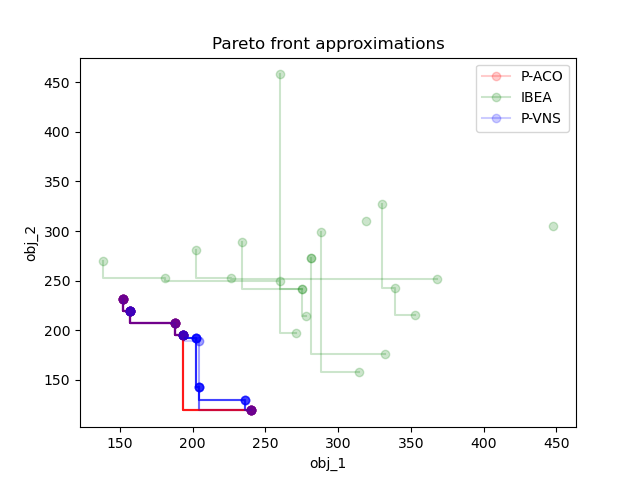 Pareto front approximations
P-ACO
IBEA
P-VNS
obj_2
450
400
350
300
250
200
150
150 200 250 300 350 400 450
obj_1